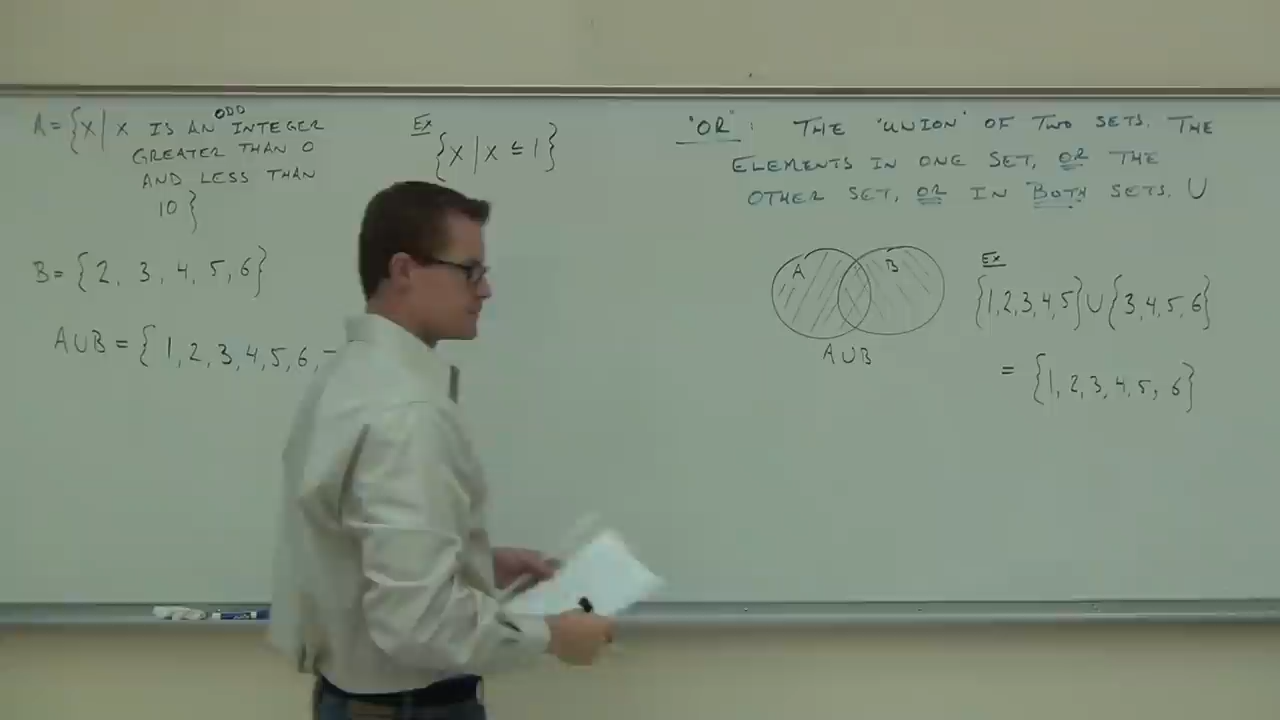 A = {x | x IS AN ODD INTEGER
GREATER THAN 0
AND LESS THAN
10}
B = {2, 3, 4, 5, 6}
A∪B = {1, 2, 3, 4, 5, 6,
EX
{x | x ≤ 1}
"OR": THE "UNION" OF TWO SETS. THE
ELEMENTS IN ONE SET, OR THE
OTHER SET, OR IN BOTH SETS. ∪
A B
A∪B
EX
{1, 2, 3, 4, 5} ∪ {3, 4, 5, 6}
= {1, 2, 3, 4, 5, 6}